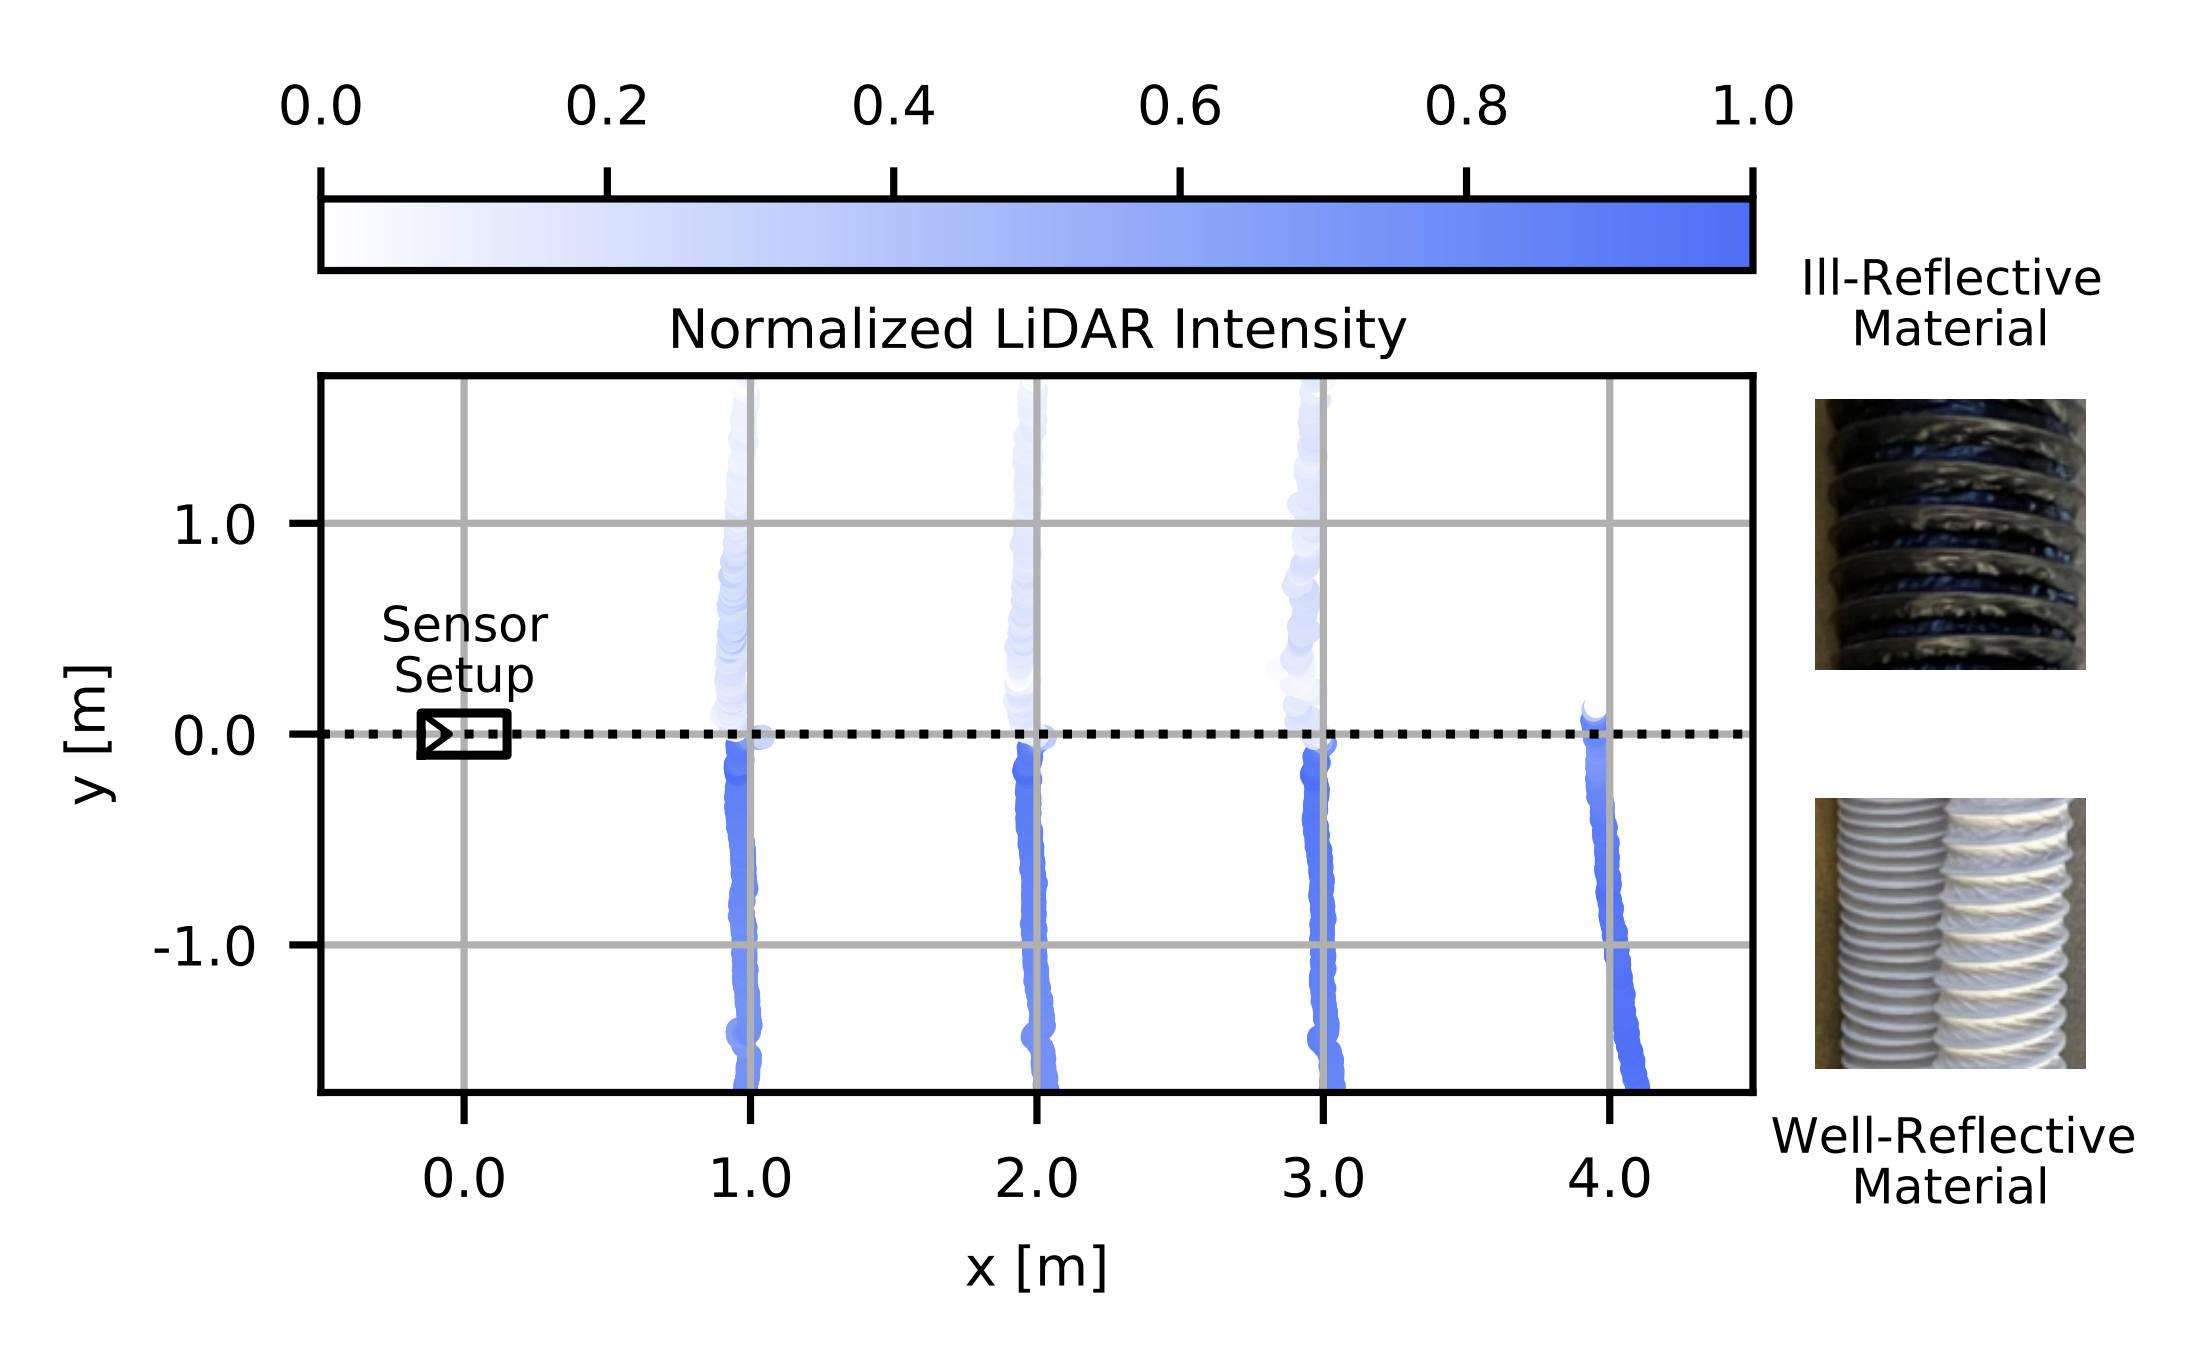 0.0 0.2 0.4 0.6 0.8 1.0
Normalized LiDAR Intensity
Ill-Reflective
Material
1.0
0.0
-1.0
y [m]
Sensor
Setup
0.0 1.0 2.0 3.0 4.0
x [m]
Well-Reflective
Material